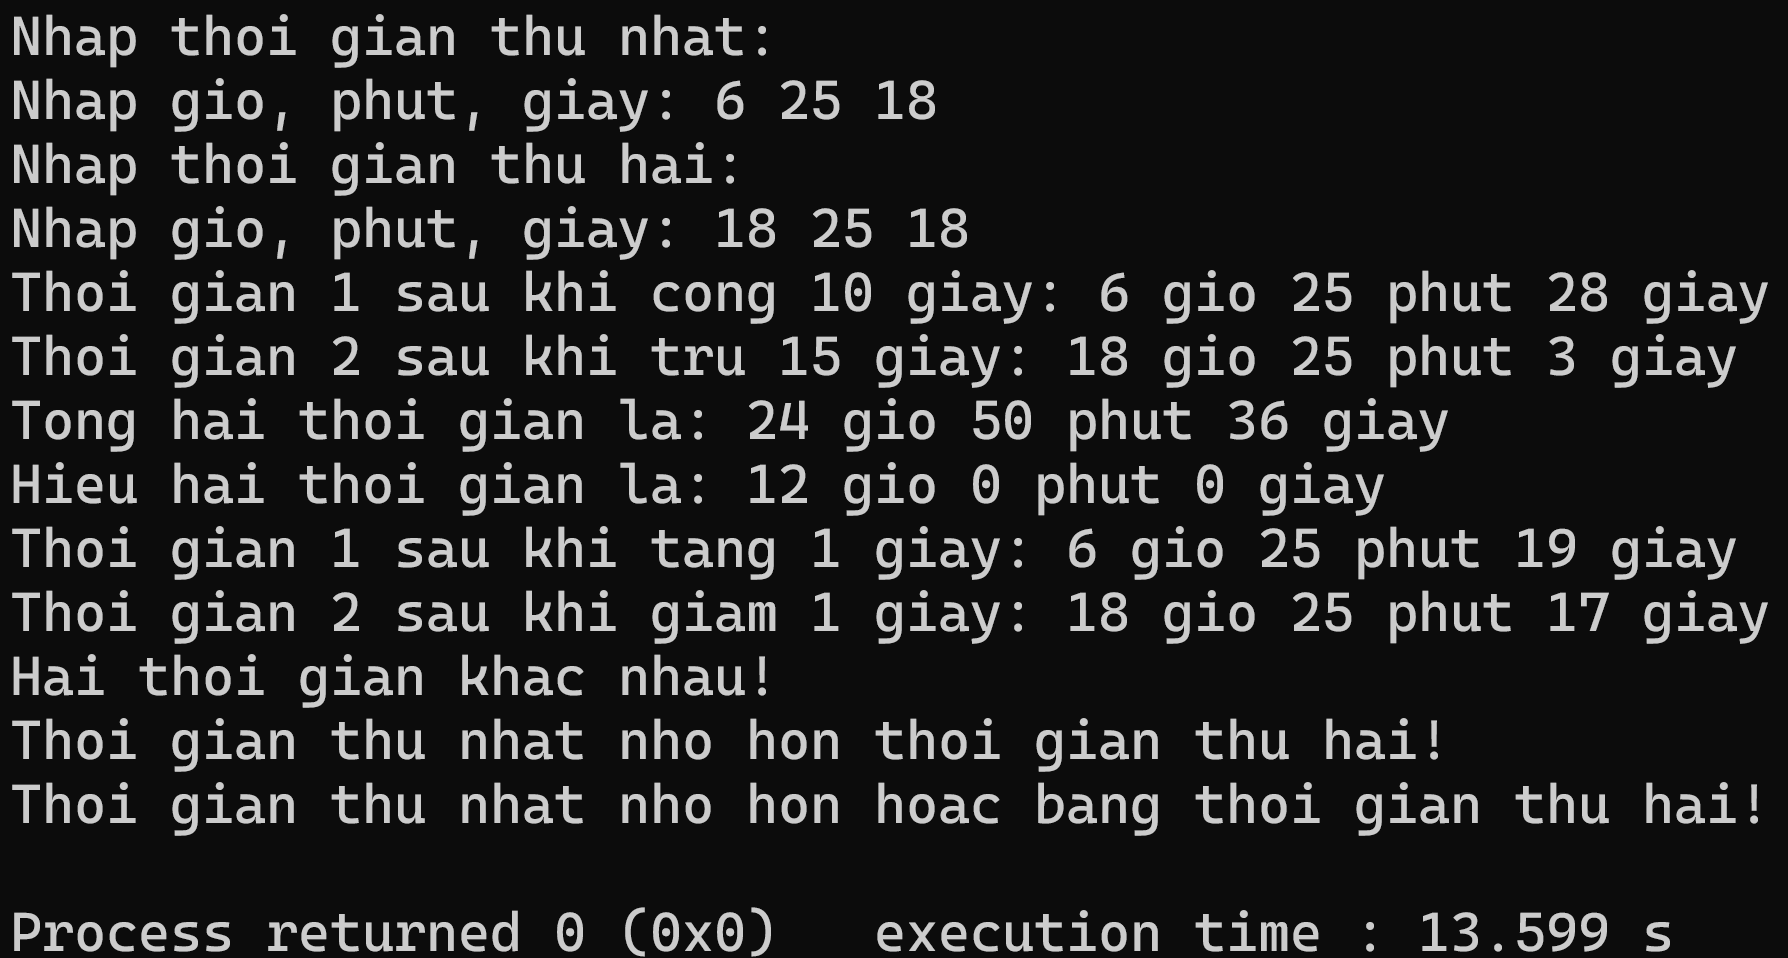 Nhap thoi gian thu nhat:
Nhap gio, phut, giay: 6 25 18
Nhap thoi gian thu hai:
Nhap gio, phut, giay: 18 25 18
Thoi gian 1 sau khi cong 10 giay: 6 gio 25 phut 28 giay
Thoi gian 2 sau khi tru 15 giay: 18 gio 25 phut 3 giay
Tong hai thoi gian la: 24 gio 50 phut 36 giay
Hieu hai thoi gian la: 12 gio 0 phut 0 giay
Thoi gian 1 sau khi tang 1 giay: 6 gio 25 phut 19 giay
Thoi gian 2 sau khi giam 1 giay: 18 gio 25 phut 17 giay
Hai thoi gian khac nhau!
Thoi gian thu nhat nho hon thoi gian thu hai!
Thoi gian thu nhat nho hon hoac bang thoi gian thu hai!
Process returned 0 (0x0)   execution time : 13.599 s